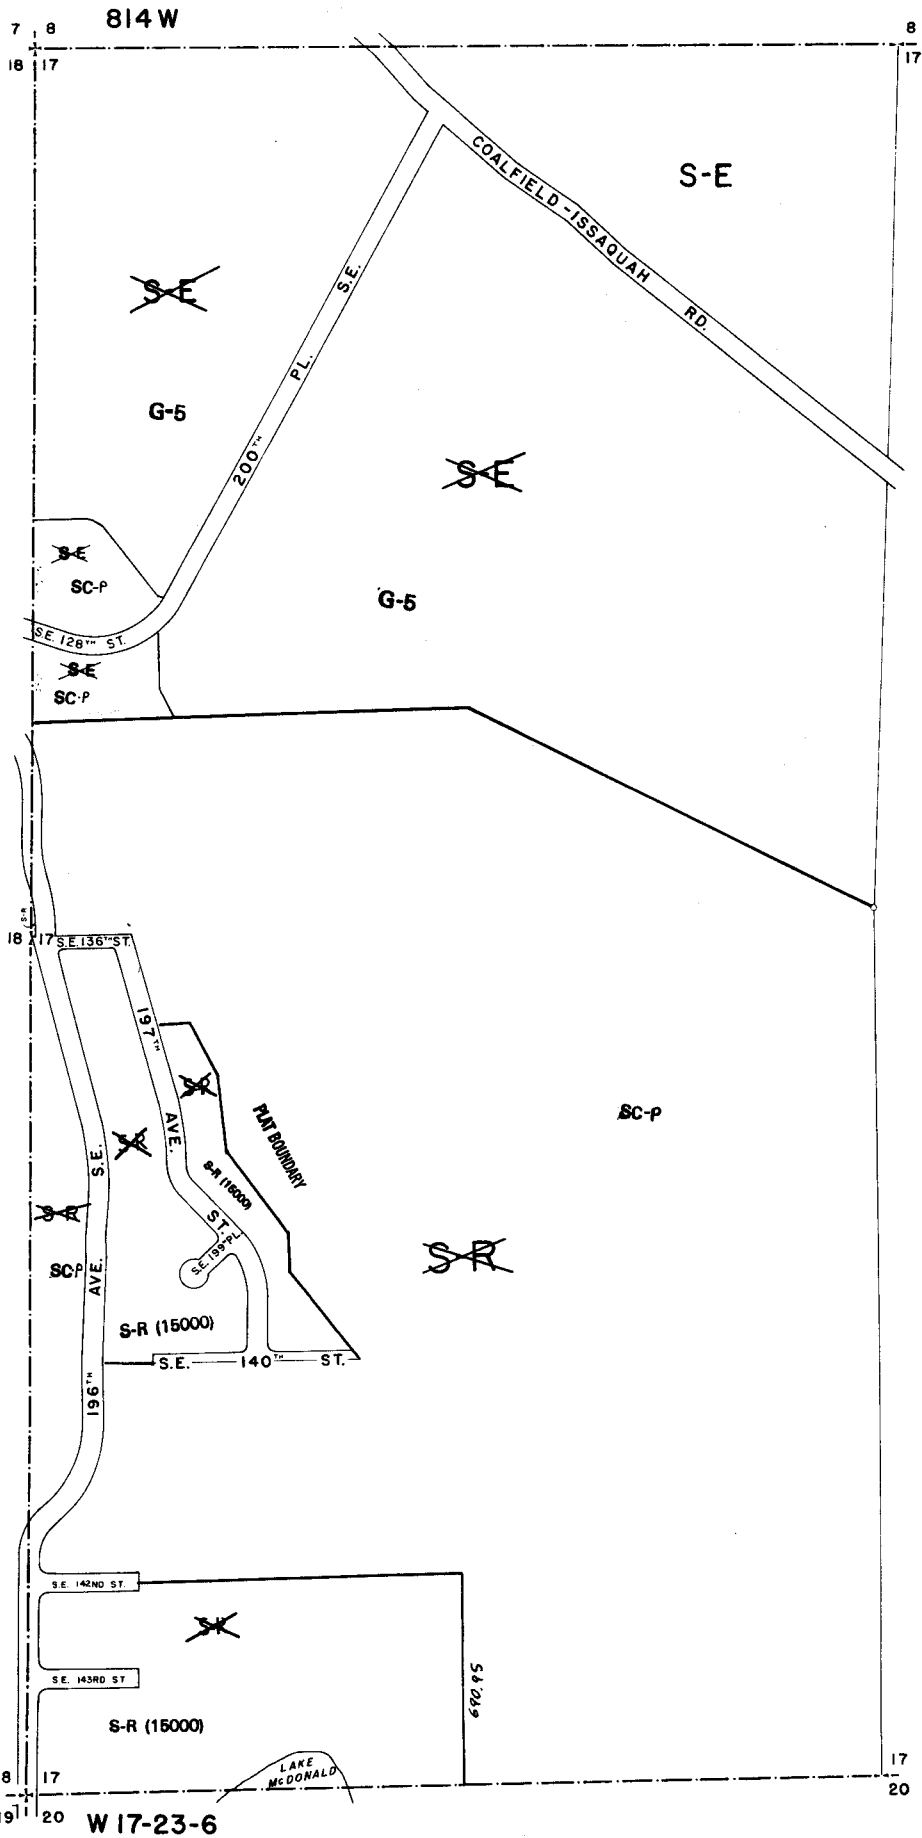 814 W
7 8
18 17
8
17
COALFIELD-ISSAQUAH RD.
S-E
S-E
S.E.
PL.
200TH
G-5
S-E
G-5
S-E
SC-P
S.E. 128TH ST.
S-E
SC-P
S-R
18 17
S.E. 136TH ST.
197TH
AVE.
S-R
PLAT BOUNDARY
SC-P
S-R
S.E.
S-R (15000)
S-R
ST.
S.E. 199TH PL
S-R
SC-P
AVE.
S-R (15000)
S.E. 140TH ST.
196TH
S.E. 142ND ST.
S-R
S.E. 143RD ST
690.95
S-R (15000)
LAKE
McDONALD
8 17
19 20
17
20
W 17-23-6